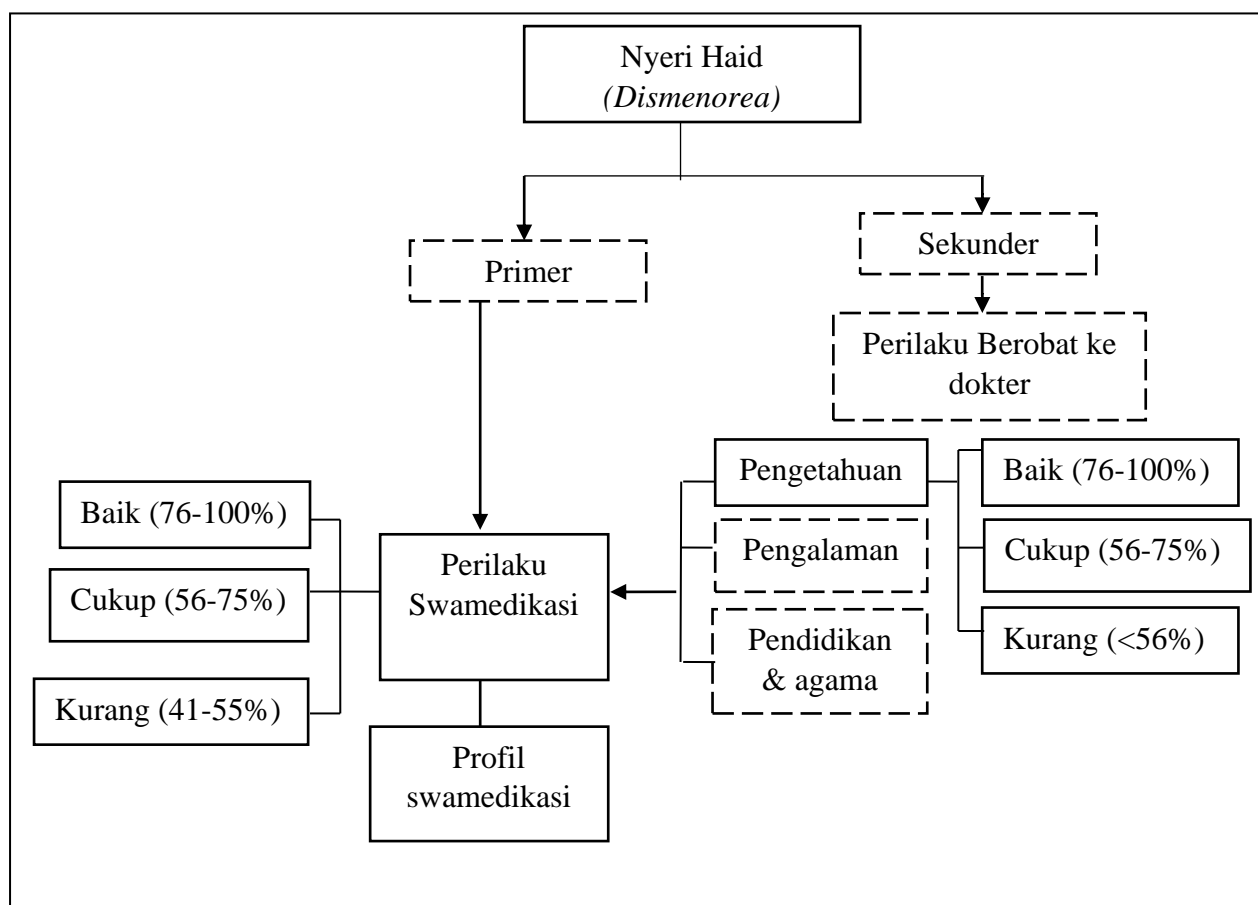 Nyeri Haid
(Dismenorea)
Primer
Sekunder
Perilaku Berobat ke
dokter
Baik (76-100%)
Cukup (56-75%)
Kurang (41-55%)
Perilaku
Swamedikasi
Profil
swamedikasi
Pengetahuan
Pengalaman
Pendidikan
& agama
Baik (76-100%)
Cukup (56-75%)
Kurang (<56%)